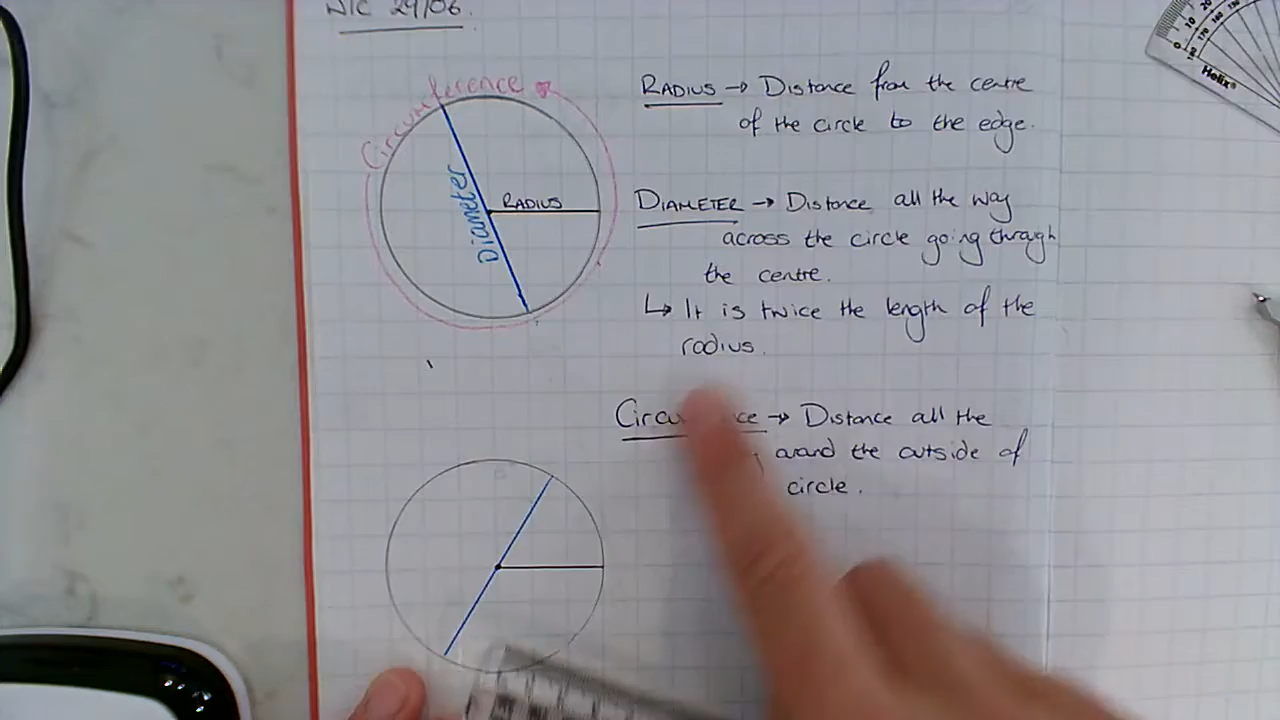 W/C 29/06.
Circumference
Diameter
RADIUS
RADIUS → Distance from the centre
of the circle to the edge.
DIAMETER → Distance all the way
across the circle going through
the centre.
↳ It is twice the length of the
radius.
→ Distance all the
around the outside of
circle.
Helix